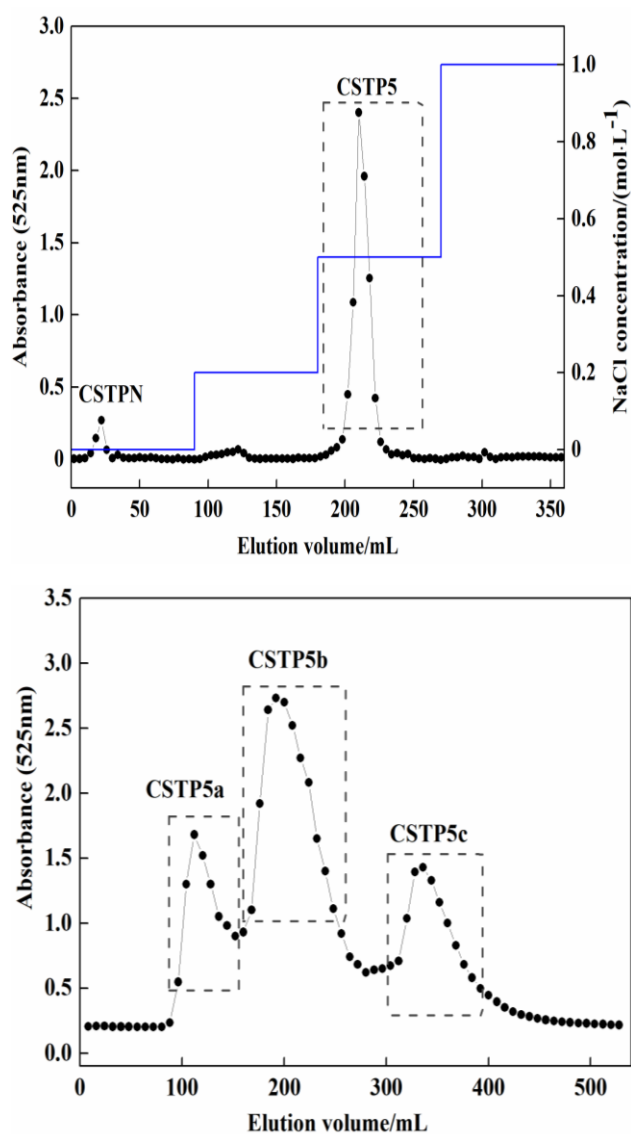 3.0
2.5
2.0
1.5
1.0
0.5
0
Absorbance (525nm)
CSTP5
CSTPN
1.0
0.8
0.6
0.4
0.2
0
NaCl concentration/(mol·L⁻¹)
0 50 100 150 200 250 300 350
Elution volume/mL
3.5
3.0
2.5
2.0
1.5
1.0
0.5
0.0
Absorbance (525nm)
CSTP5b
CSTP5a
CSTP5c
0 100 200 300 400 500
Elution volume/mL